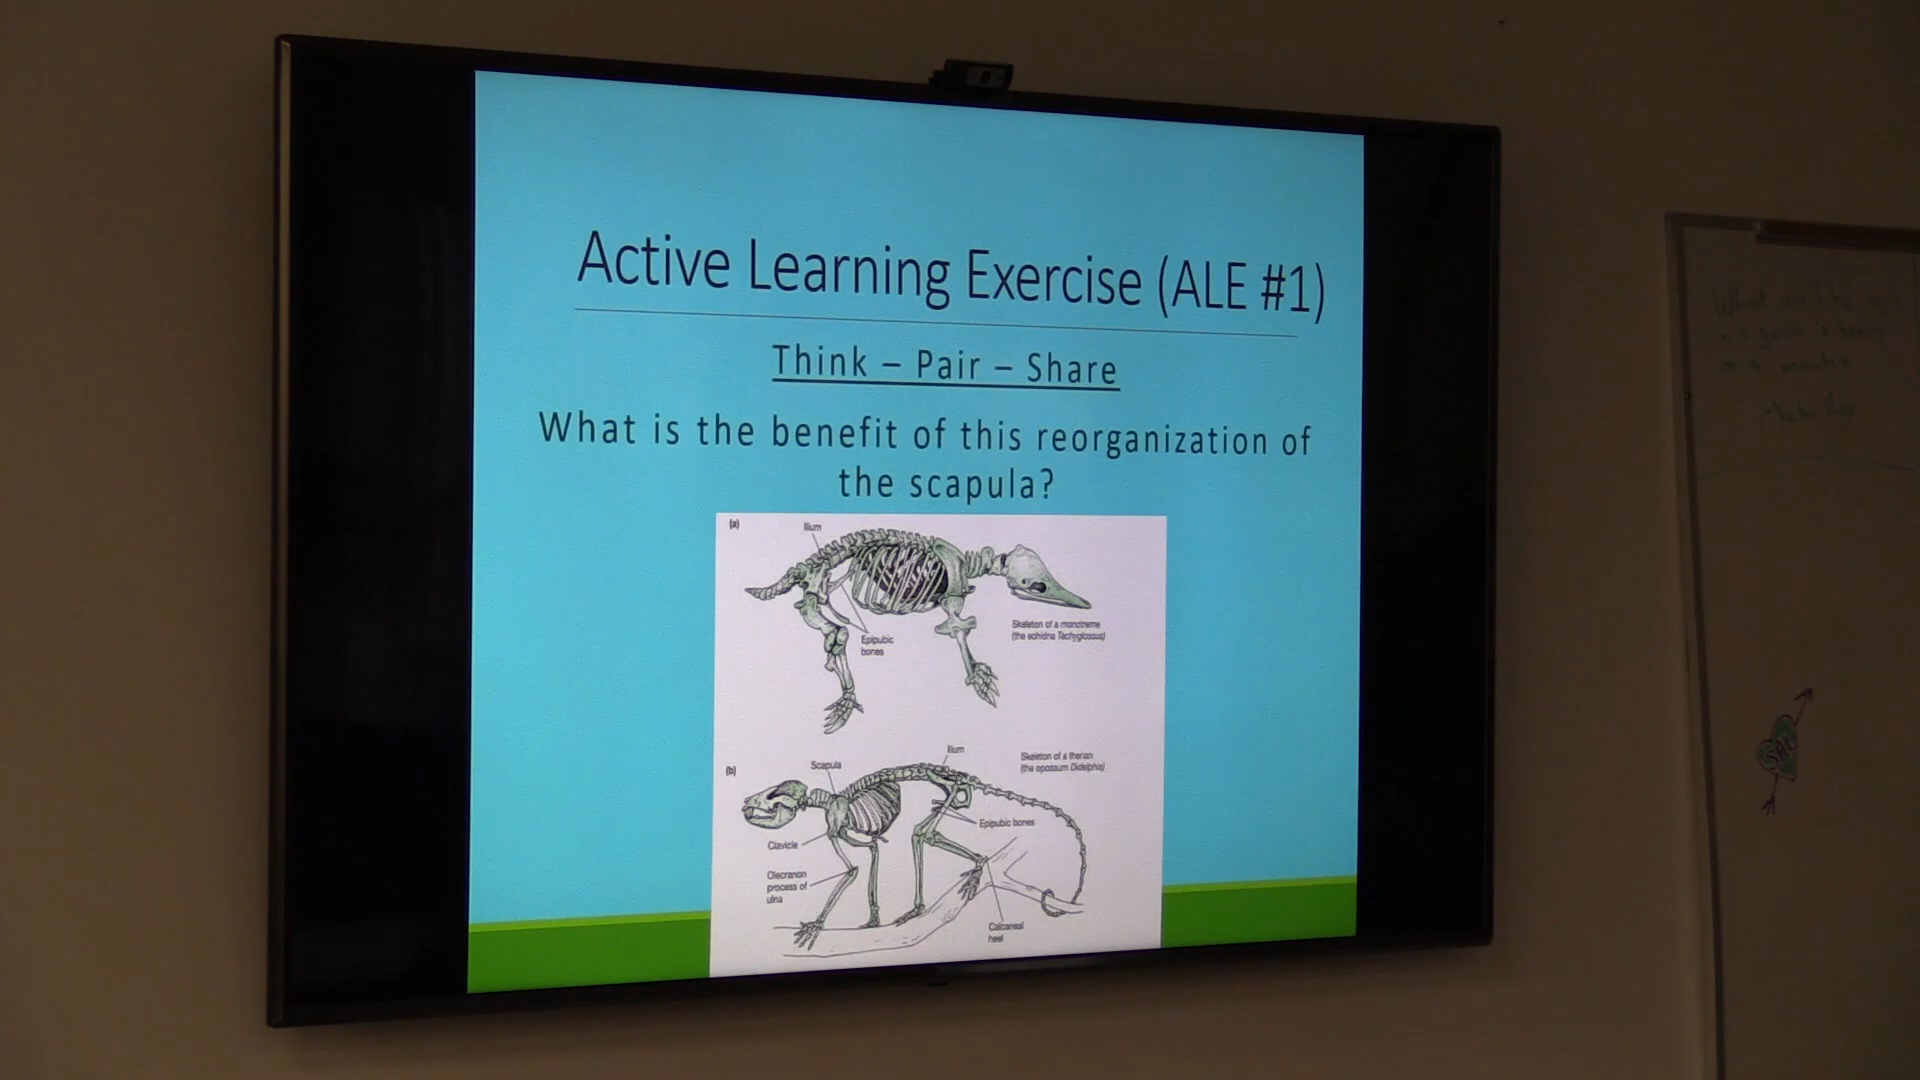 Active Learning Exercise (ALE #1)
Think – Pair – Share
What is the benefit of this reorganization of
the scapula?
(a)
Ilium
Epipubic
bones
Skeleton of a monotreme
(the echidna Tachyglossus)
(b)
Scapula
Ilium
Skeleton of a therian
(the opossum Didelphis)
Epipubic bones
Clavicle
Olecranon
process of
ulna
Calcaneal
heel
What